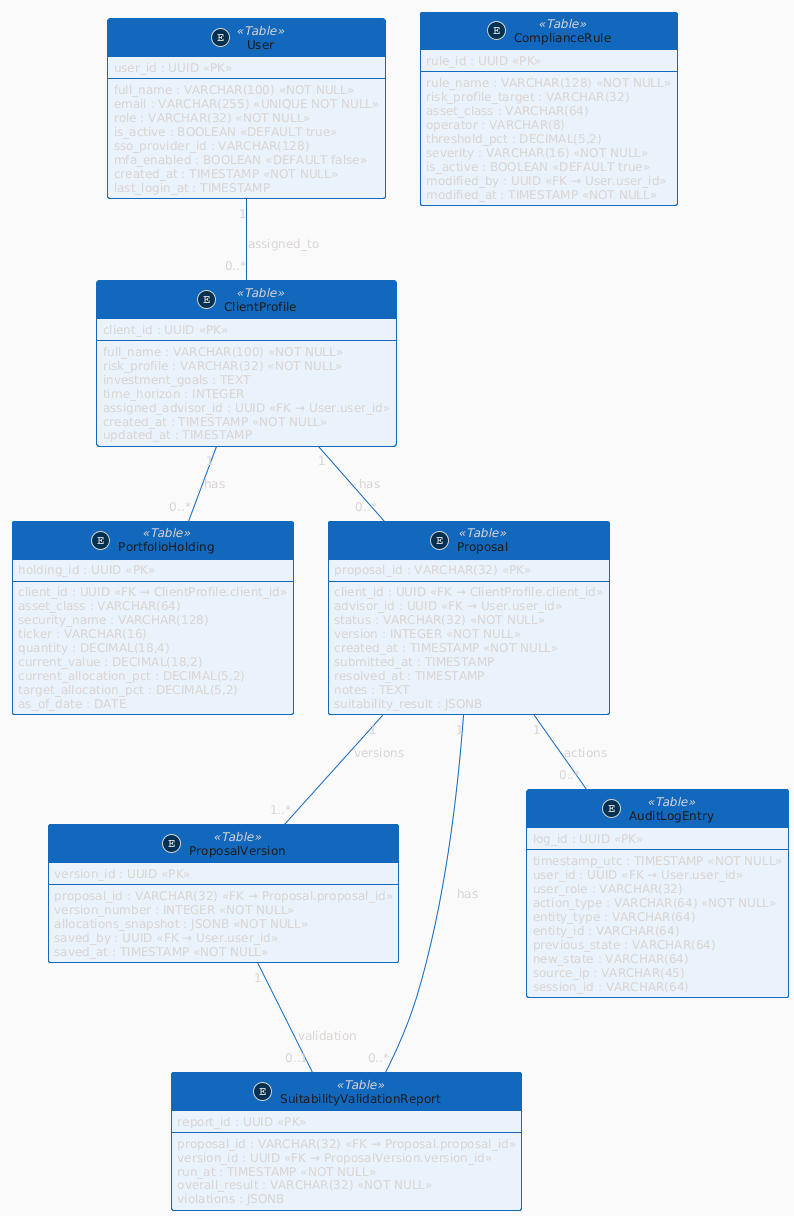 «Table»
E User
user_id : UUID «PK»
full_name : VARCHAR(100) «NOT NULL»
email : VARCHAR(255) «UNIQUE NOT NULL»
role : VARCHAR(32) «NOT NULL»
is_active : BOOLEAN «DEFAULT true»
sso_provider_id : VARCHAR(128)
mfa_enabled : BOOLEAN «DEFAULT false»
created_at : TIMESTAMP «NOT NULL»
last_login_at : TIMESTAMP
«Table»
E ComplianceRule
rule_id : UUID «PK»
rule_name : VARCHAR(128) «NOT NULL»
risk_profile_target : VARCHAR(32)
asset_class : VARCHAR(64)
operator : VARCHAR(8)
threshold_pct : DECIMAL(5,2)
severity : VARCHAR(16) «NOT NULL»
is_active : BOOLEAN «DEFAULT true»
modified_by : UUID «FK → User.user_id»
modified_at : TIMESTAMP «NOT NULL»
1
assigned_to
0..*
«Table»
E ClientProfile
client_id : UUID «PK»
full_name : VARCHAR(100) «NOT NULL»
risk_profile : VARCHAR(32) «NOT NULL»
investment_goals : TEXT
time_horizon : INTEGER
assigned_advisor_id : UUID «FK → User.user_id»
created_at : TIMESTAMP «NOT NULL»
updated_at : TIMESTAMP
1
has
0..*
1
has
0..*
«Table»
E PortfolioHolding
holding_id : UUID «PK»
client_id : UUID «FK → ClientProfile.client_id»
asset_class : VARCHAR(64)
security_name : VARCHAR(128)
ticker : VARCHAR(16)
quantity : DECIMAL(18,4)
current_value : DECIMAL(18,2)
current_allocation_pct : DECIMAL(5,2)
target_allocation_pct : DECIMAL(5,2)
as_of_date : DATE
«Table»
E Proposal
proposal_id : VARCHAR(32) «PK»
client_id : UUID «FK → ClientProfile.client_id»
advisor_id : UUID «FK → User.user_id»
status : VARCHAR(32) «NOT NULL»
version : INTEGER «NOT NULL»
created_at : TIMESTAMP «NOT NULL»
submitted_at : TIMESTAMP
resolved_at : TIMESTAMP
notes : TEXT
suitability_result : JSONB
1
versions
1..*
1
has
0..*
1
actions
0..*
«Table»
E ProposalVersion
version_id : UUID «PK»
proposal_id : VARCHAR(32) «FK → Proposal.proposal_id»
version_number : INTEGER «NOT NULL»
allocations_snapshot : JSONB «NOT NULL»
saved_by : UUID «FK → User.user_id»
saved_at : TIMESTAMP «NOT NULL»
«Table»
E AuditLogEntry
log_id : UUID «PK»
timestamp_utc : TIMESTAMP «NOT NULL»
user_id : UUID «FK → User.user_id»
user_role : VARCHAR(32)
action_type : VARCHAR(64) «NOT NULL»
entity_type : VARCHAR(64)
entity_id : VARCHAR(64)
previous_state : VARCHAR(64)
new_state : VARCHAR(64)
source_ip : VARCHAR(45)
session_id : VARCHAR(64)
1
validation
0..1
«Table»
E SuitabilityValidationReport
report_id : UUID «PK»
proposal_id : VARCHAR(32) «FK → Proposal.proposal_id»
version_id : UUID «FK → ProposalVersion.version_id»
run_at : TIMESTAMP «NOT NULL»
overall_result : VARCHAR(32) «NOT NULL»
violations : JSONB